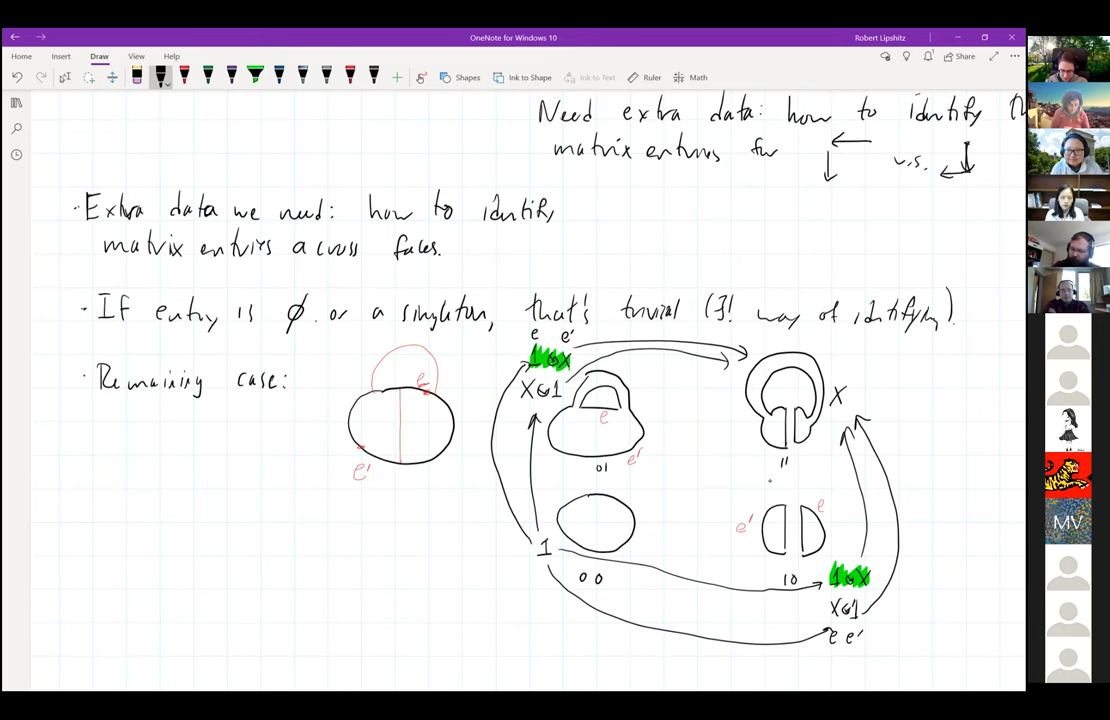 OneNote for Windows 10
Robert Lipshitz
Home Insert Draw View Help
Share
Shapes Ink to Shape Ink to Text Ruler Math
Need extra data: how to identify
matrix entries for
v.s.
· Extra data we need: how to identify
matrix entries across faces.
· If entry is ∅ or a singleton, that's trivial (∃! way of identifying).
e e'
1⊗X
· Remaining case:
X⊗1
X
e
e
e'
e'
01
11
e'
e
1
00
10
1⊗X
X⊗1
e e'
MV